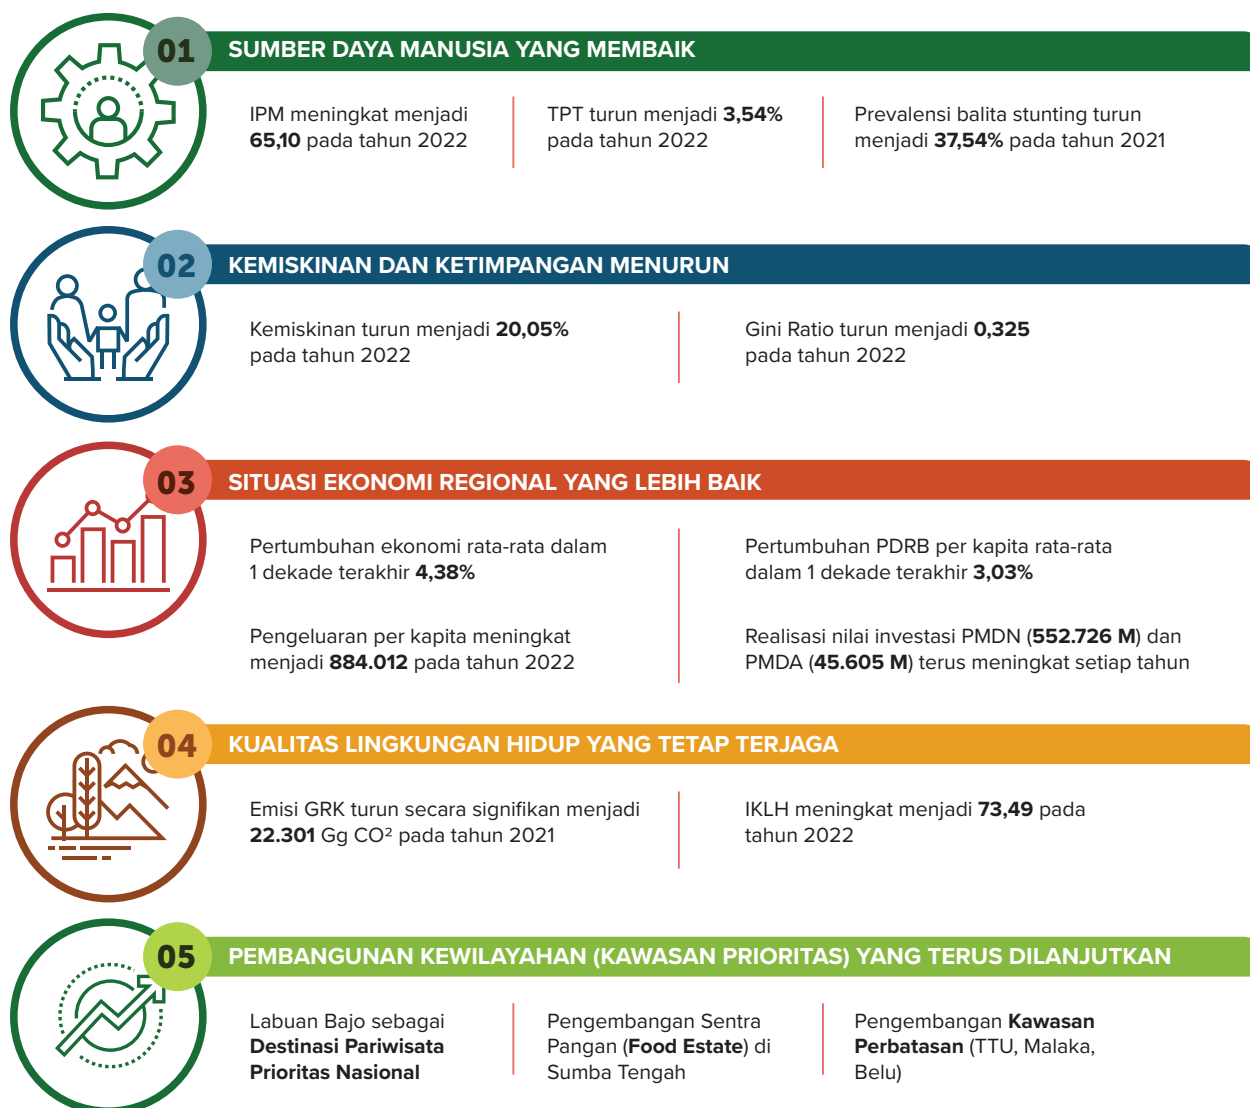 01
SUMBER DAYA MANUSIA YANG MEMBAIK
IPM meningkat menjadi
65,10 pada tahun 2022
TPT turun menjadi 3,54%
pada tahun 2022
Prevalensi balita stunting turun
menjadi 37,54% pada tahun 2021
02
KEMISKINAN DAN KETIMPANGAN MENURUN
Kemiskinan turun menjadi 20,05%
pada tahun 2022
Gini Ratio turun menjadi 0,325
pada tahun 2022
03
SITUASI EKONOMI REGIONAL YANG LEBIH BAIK
Pertumbuhan ekonomi rata-rata dalam
1 dekade terakhir 4,38%
Pertumbuhan PDRB per kapita rata-rata
dalam 1 dekade terakhir 3,03%
Pengeluaran per kapita meningkat
menjadi 884.012 pada tahun 2022
Realisasi nilai investasi PMDN (552.726 M) dan
PMDA (45.605 M) terus meningkat setiap tahun
04
KUALITAS LINGKUNGAN HIDUP YANG TETAP TERJAGA
Emisi GRK turun secara signifikan menjadi
22.301 Gg CO² pada tahun 2021
IKLH meningkat menjadi 73,49 pada
tahun 2022
05
PEMBANGUNAN KEWILAYAHAN (KAWASAN PRIORITAS) YANG TERUS DILANJUTKAN
Labuan Bajo sebagai
Destinasi Pariwisata
Prioritas Nasional
Pengembangan Sentra
Pangan (Food Estate) di
Sumba Tengah
Pengembangan Kawasan
Perbatasan (TTU, Malaka,
Belu)